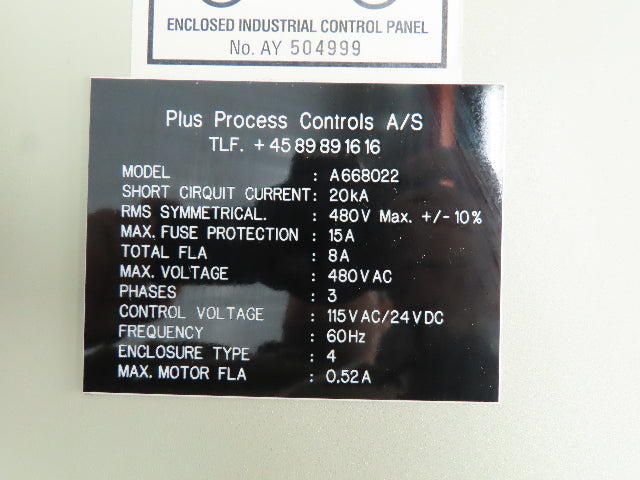 ENCLOSED INDUSTRIAL CONTROL PANEL
No. AY 504999
Plus Process Controls A/S
TLF. +45 89 89 16 16
MODEL : A668022
SHORT CIRQUIT CURRENT: 20kA
RMS SYMMETRICAL. : 480V Max. +/-10%
MAX. FUSE PROTECTION : 15A
TOTAL FLA : 8A
MAX. VOLTAGE : 480VAC
PHASES : 3
CONTROL VOLTAGE : 115VAC/24VDC
FREQUENCY : 60Hz
ENCLOSURE TYPE : 4
MAX. MOTOR FLA : 0.52A